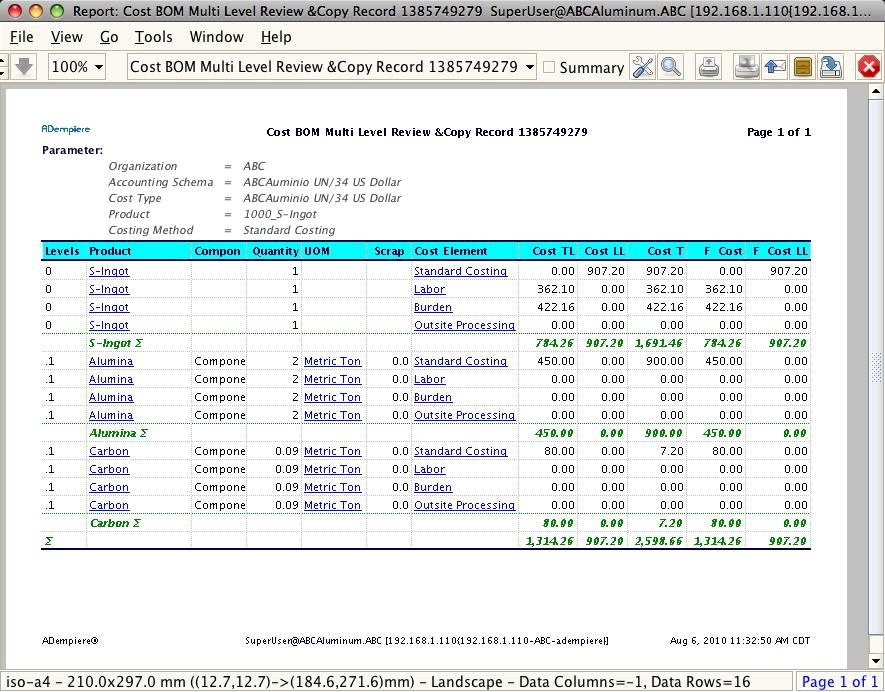 Report: Cost BOM Multi Level Review &Copy Record 1385749279 SuperUser@ABCAluminum.ABC [192.168.1.110{192.168.1...
File View Go Tools Window Help
100% Cost BOM Multi Level Review &Copy Record 1385749279 Summary
ADempiere
Cost BOM Multi Level Review &Copy Record 1385749279 Page 1 of 1
Parameter:
Organization = ABC
Accounting Schema = ABCAuminio UN/34 US Dollar
Cost Type = ABCAuminio UN/34 US Dollar
Product = 1000_S-Ingot
Costing Method = Standard Costing
Levels Product Compon Quantity UOM Scrap Cost Element Cost TL Cost LL Cost T F Cost F Cost LL
0 S-Ingot 1 Standard Costing 0.00 907.20 907.20 0.00 907.20
0 S-Ingot 1 Labor 362.10 0.00 362.10 362.10 0.00
0 S-Ingot 1 Burden 422.16 0.00 422.16 422.16 0.00
0 S-Ingot 1 Outsite Processing 0.00 0.00 0.00 0.00 0.00
S-Ingot Σ 784.26 907.20 1,691.46 784.26 907.20
.1 Alumina Compone 2 Metric Ton 0.0 Standard Costing 450.00 0.00 900.00 450.00 0.00
.1 Alumina Compone 2 Metric Ton 0.0 Labor 0.00 0.00 0.00 0.00 0.00
.1 Alumina Compone 2 Metric Ton 0.0 Burden 0.00 0.00 0.00 0.00 0.00
.1 Alumina Compone 2 Metric Ton 0.0 Outsite Processing 0.00 0.00 0.00 0.00 0.00
Alumina Σ 450.00 0.00 900.00 450.00 0.00
.1 Carbon Compone 0.09 Metric Ton 0.0 Standard Costing 80.00 0.00 7.20 80.00 0.00
.1 Carbon Compone 0.09 Metric Ton 0.0 Labor 0.00 0.00 0.00 0.00 0.00
.1 Carbon Compone 0.09 Metric Ton 0.0 Burden 0.00 0.00 0.00 0.00 0.00
.1 Carbon Compone 0.09 Metric Ton 0.0 Outsite Processing 0.00 0.00 0.00 0.00 0.00
Carbon Σ 80.00 0.00 7.20 80.00 0.00
Σ 1,314.26 907.20 2,598.66 1,314.26 907.20
ADempiere® SuperUser@ABCAluminum.ABC [192.168.1.110{192.168.1.110-ABC-adempiere}] Aug 6, 2010 11:32:50 AM CDT
iso-a4 - 210.0x297.0 mm ((12.7,12.7)->(184.6,271.6)mm) - Landscape - Data Columns=-1, Data Rows=16 Page 1 of 1